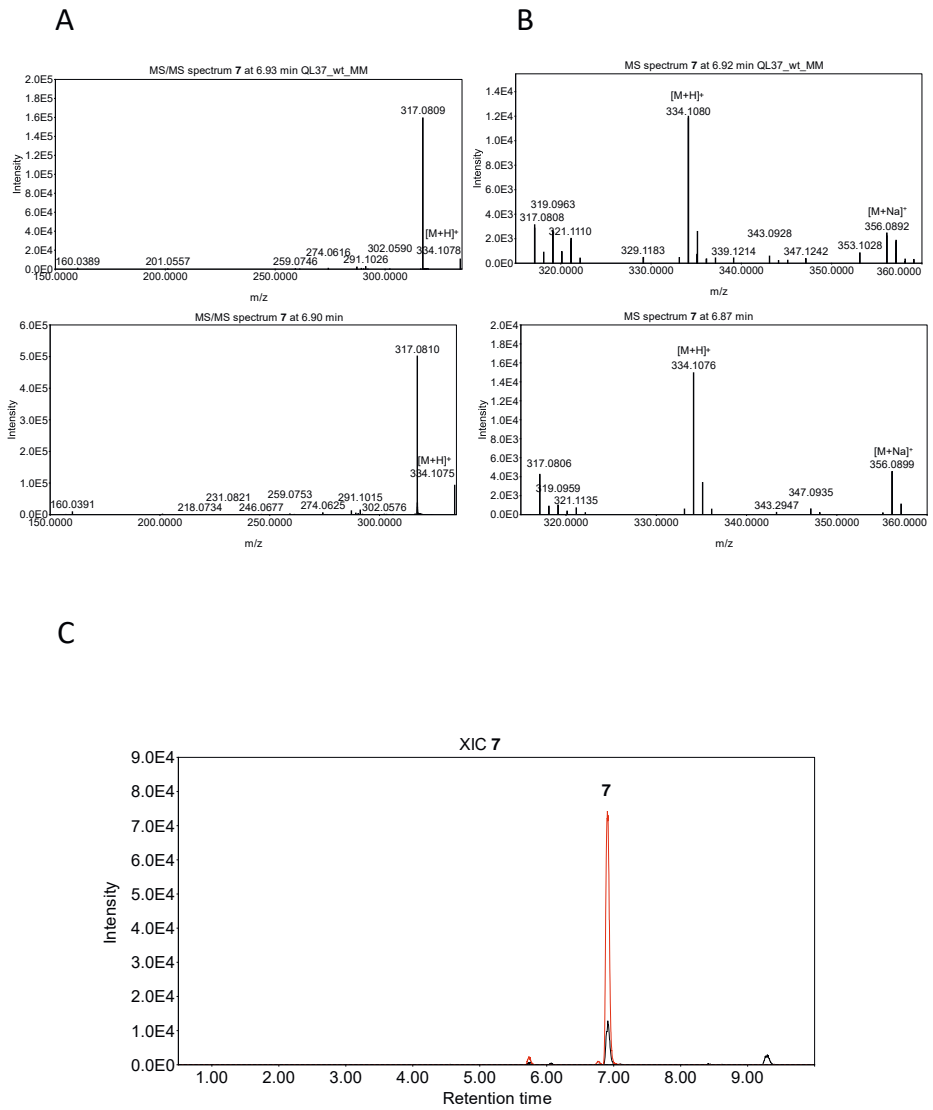 A
MS/MS spectrum 7 at 6.93 min QL37_wt_MM
2.0E5
1.8E5
1.6E5
1.4E5
1.2E5
1.0E5
8.0E4
6.0E4
4.0E4
2.0E4
0.0E0
Intensity
317.0809
[M+H]+
334.1078
302.0590
291.1026
274.0616
259.0746
201.0557
160.0389
150.0000 200.0000 250.0000 300.0000
m/z
B
MS spectrum 7 at 6.92 min QL37_wt_MM
1.4E4
1.2E4
1.0E4
8.0E3
6.0E3
4.0E3
2.0E3
0.0E0
Intensity
[M+H]+
334.1080
319.0963
317.0808
321.1110
329.1183
339.1214
343.0928
347.1242
353.1028
[M+Na]+
356.0892
320.0000 330.0000 340.0000 350.0000 360.0000
m/z
MS/MS spectrum 7 at 6.90 min
6.0E5
5.0E5
4.0E5
3.0E5
2.0E5
1.0E5
0.0E0
Intensity
317.0810
[M+H]+
334.1075
302.0576
291.1015
274.0625
259.0753
246.0677
231.0821
218.0734
160.0391
150.0000 200.0000 250.0000 300.0000
m/z
MS spectrum 7 at 6.87 min
2.0E4
1.8E4
1.6E4
1.4E4
1.2E4
1.0E4
8.0E3
6.0E3
4.0E3
2.0E3
0.0E0
Intensity
[M+H]+
334.1076
317.0806
319.0959
321.1135
343.2947
347.0935
[M+Na]+
356.0899
320.0000 330.0000 340.0000 350.0000 360.0000
m/z
C
XIC 7
9.0E4
8.0E4
7.0E4
6.0E4
5.0E4
4.0E4
3.0E4
2.0E4
1.0E4
0.0E0
Intensity
7
1.00 2.00 3.00 4.00 5.00 6.00 7.00 8.00 9.00
Retention time